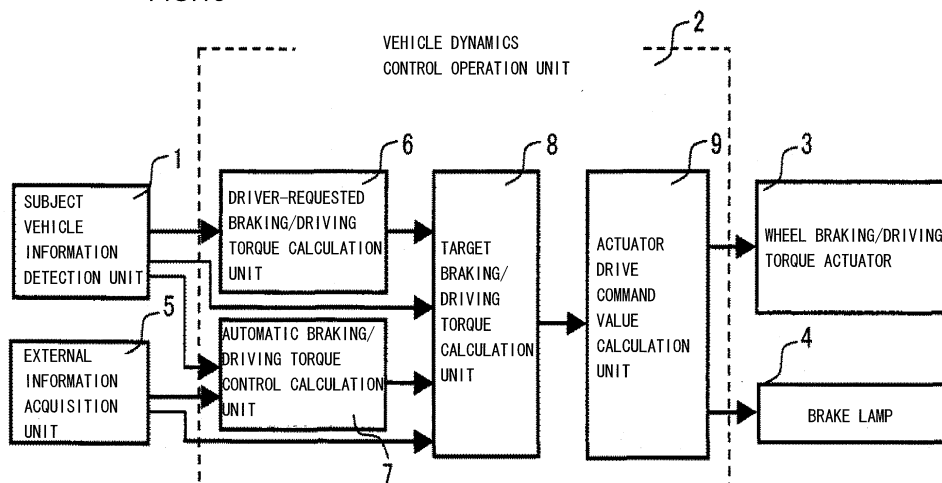 VEHICLE DYNAMICS
CONTROL OPERATION UNIT
2
1
SUBJECT
VEHICLE
INFORMATION
DETECTION UNIT
6
DRIVER-REQUESTED
BRAKING/DRIVING
TORQUE CALCULATION
UNIT
8
TARGET
BRAKING/
DRIVING
TORQUE
CALCULATION
UNIT
9
ACTUATOR
DRIVE
COMMAND
VALUE
CALCULATION
UNIT
3
WHEEL BRAKING/DRIVING
TORQUE ACTUATOR
5
EXTERNAL
INFORMATION
ACQUISITION
UNIT
AUTOMATIC BRAKING/
DRIVING TORQUE
CONTROL CALCULATION
UNIT
7
4
BRAKE LAMP